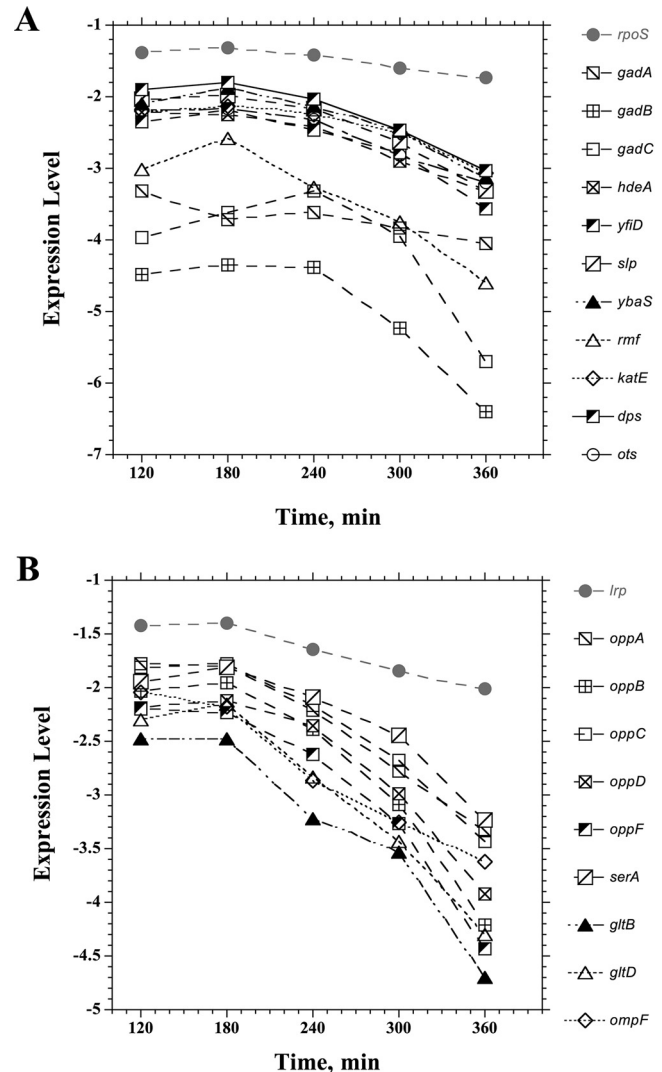 A
-1
-2
-3
-4
-5
-6
-7
120
180
240
300
360
Expression Level
Time, min
rpoS
gadA
gadB
gadC
hdeA
yfiD
slp
ybaS
rmf
katE
dps
ots
B
-1
-1.5
-2
-2.5
-3
-3.5
-4
-4.5
-5
120
180
240
300
360
Expression Level
Time, min
lrp
oppA
oppB
oppC
oppD
oppF
serA
gltB
gltD
ompF